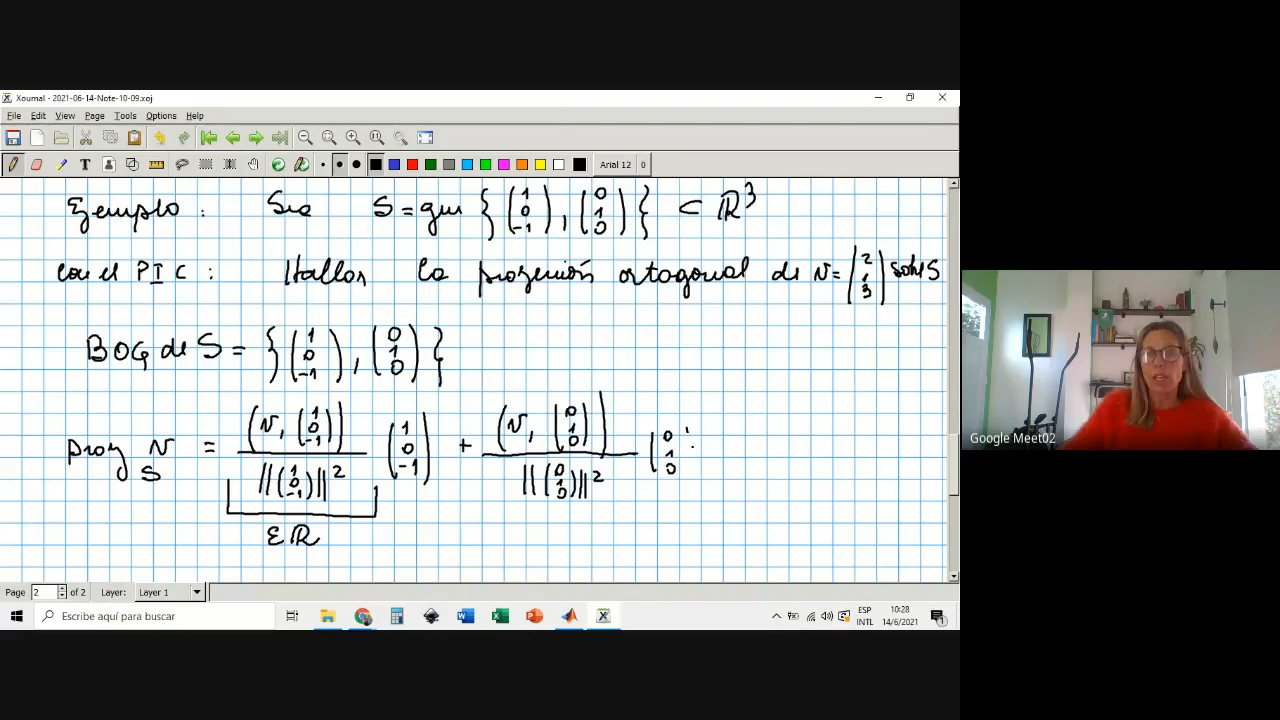 Xournal - 2021-06-14-Note-10-09.xoj
File Edit View Page Tools Options Help
Arial 12 0
Ejemplo : Sea S = gen { (1 0 -1) , (0 1 0) } ⊂ ℝ³
con el PIC : Hallar la proyección ortogonal de v = (2 1 3) sobre S
BOG de S = { (1 0 -1) , (0 1 0) }
proy_S v = (v, (1 0 -1)) / ||(1 0 -1)||² (1 0 -1) + (v, (0 1 0)) / ||(0 1 0)||² (0 1 0)
∈ ℝ
Page 2 of 2 Layer: Layer 1
Escribe aquí para buscar
ESP
INTL
10:28
14/6/2021
1
Google Meet02